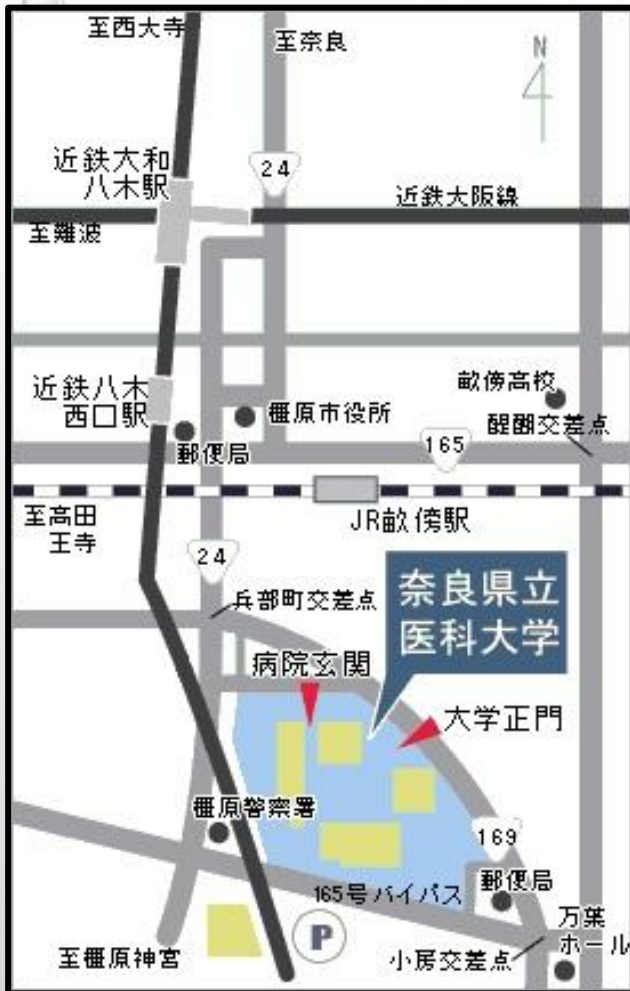 至西大寺
至奈良
N
近鉄大和
八木駅
24
近鉄大阪線
至難波
近鉄八木
西口駅
橿原市役所
畝傍高校
醍醐交差点
郵便局
165
至高田
王寺
JR畝傍駅
24
兵部町交差点
奈良県立
医科大学
病院玄関
大学正門
橿原警察署
169
165号バイパス
郵便局
万葉
ホール
P
至橿原神宮
小房交差点